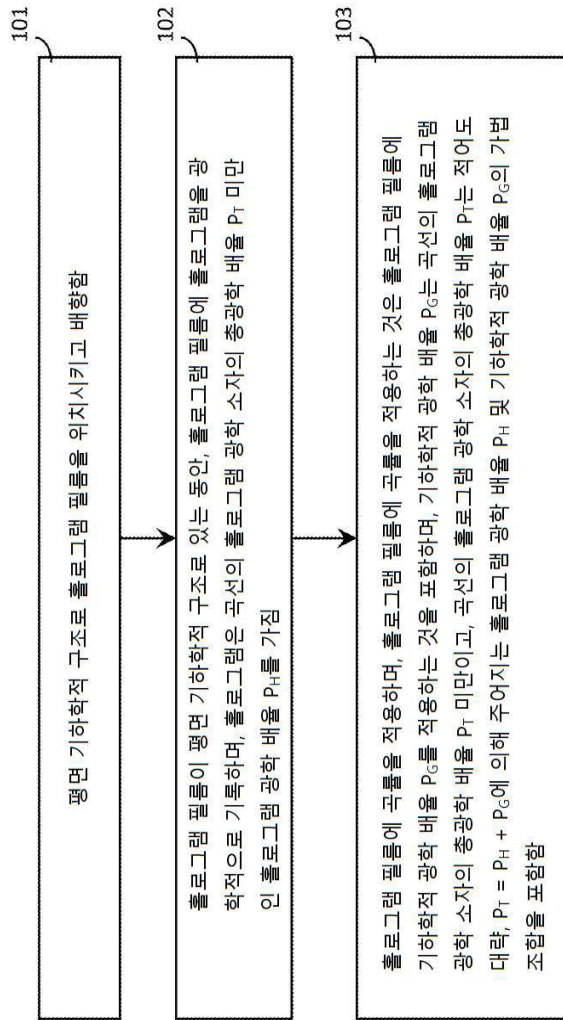 101
평면 기하학적 구조로 홀로그램 필름을 위치시키고 배향함
102
홀로그램 필름이 평면 기하학적 구조로 있는 동안, 홀로그램 필름에 홀로그램을 광
학적으로 기록하며, 홀로그램은 곡선의 홀로그램 광학 소자의 총광학 배율 PT 미만
인 홀로그램 광학 배율 PH를 가짐
103
홀로그램 필름에 곡률을 적용하며, 홀로그램 필름에 곡률을 적용하는 것은 홀로그램 필름에
기하학적 광학 배율 PG를 적용하는 것을 포함하며, 기하학적 광학 배율 PG는 곡선의 홀로그램
광학 소자의 총광학 배율 PT 미만이고, 곡선의 홀로그램 광학 소자의 총광학 배율 PT는 적어도
대략, PT = PH + PG에 의해 주어지는 홀로그램 광학 배율 PH 및 기하학적 광학 배율 PG의 가법
조합을 포함함